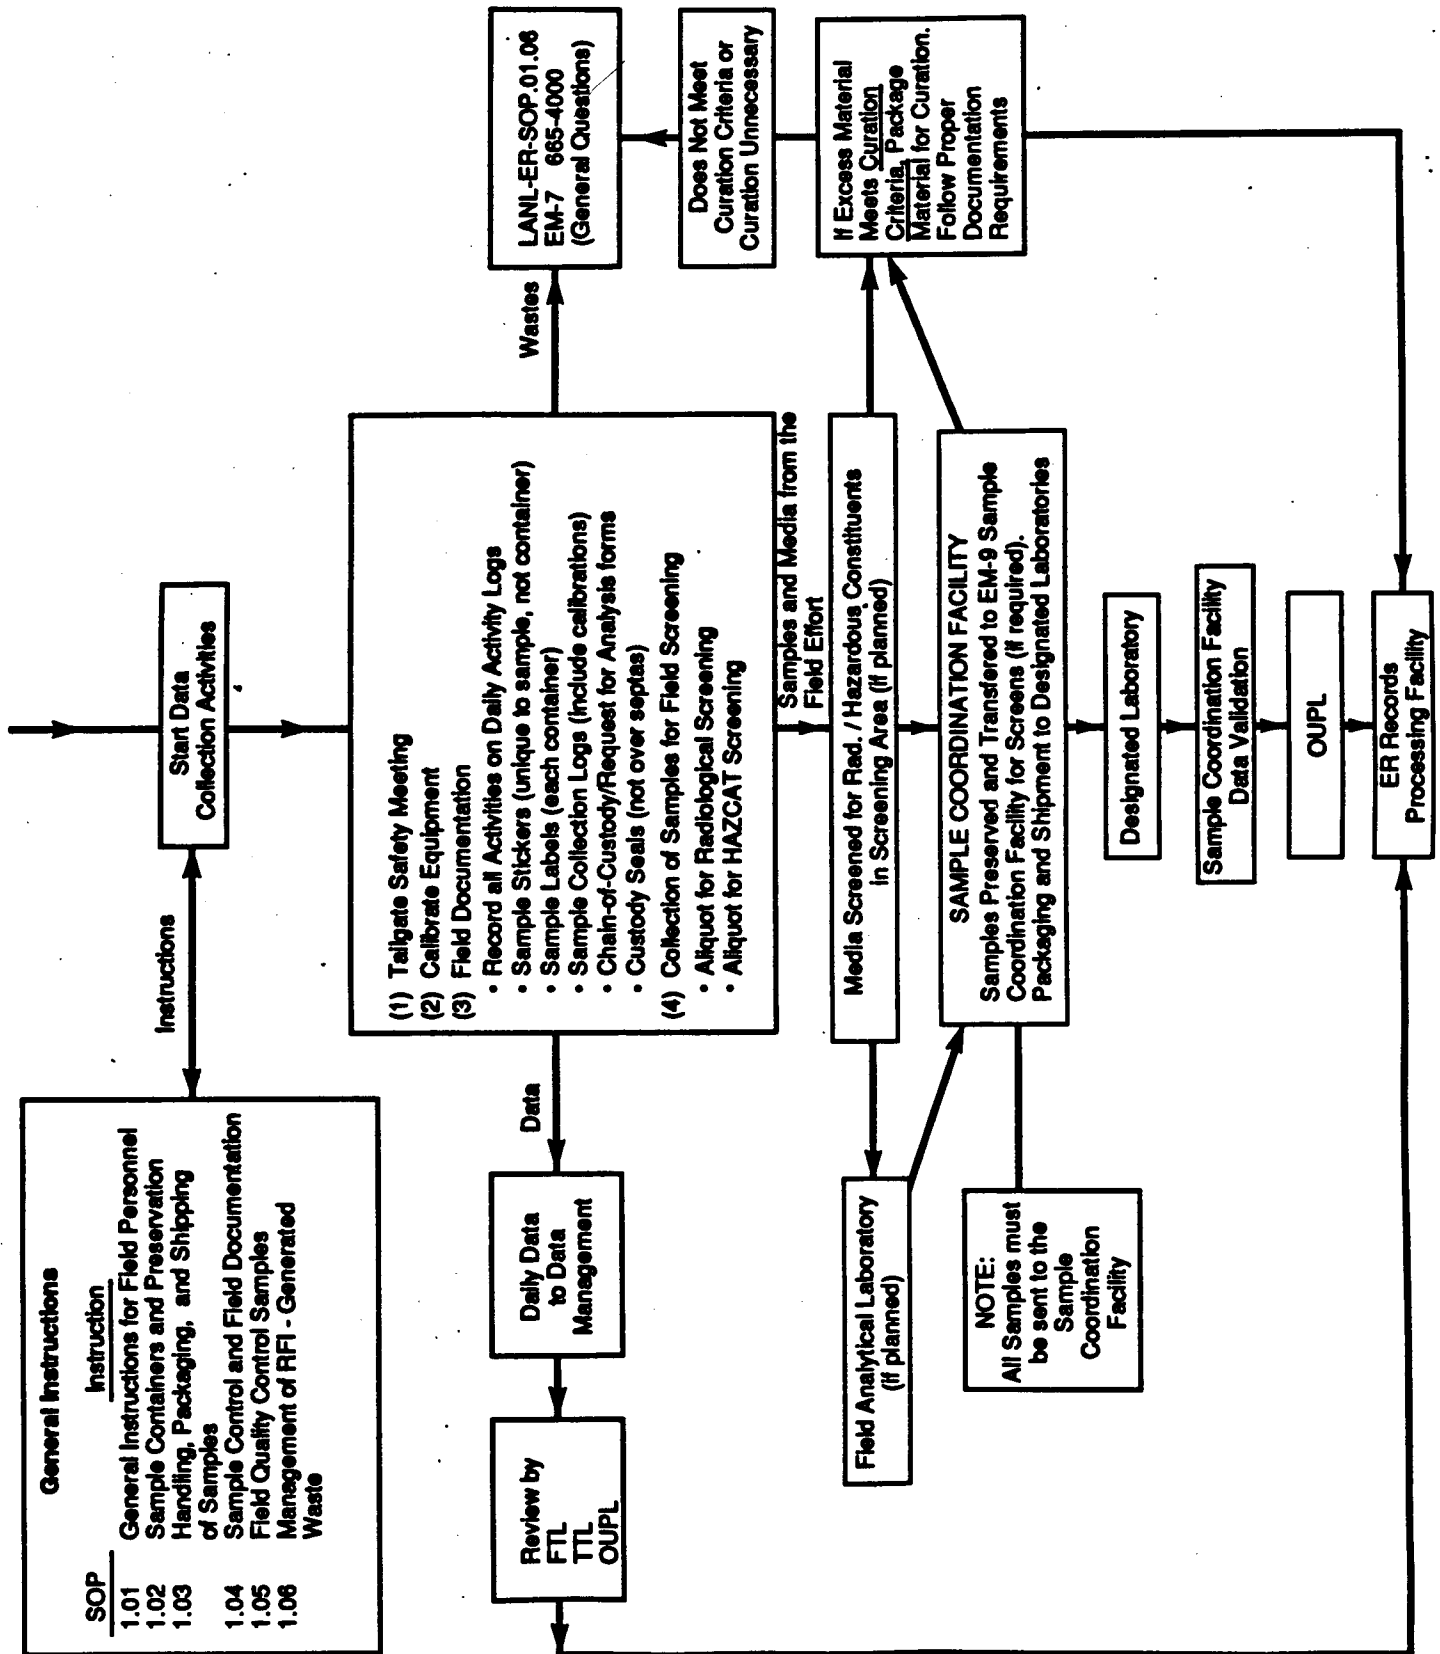 General Instructions
SOP
Instruction
1.01 General Instructions for Field Personnel
1.02 Sample Containers and Preservation
1.03 Handling, Packaging, and Shipping
of Samples
1.04 Sample Control and Field Documentation
1.05 Field Quality Control Samples
1.06 Management of RFI - Generated
Waste
Instructions
Start Data
Collection Activities
(1) Tailgate Safety Meeting
(2) Calibrate Equipment
(3) Field Documentation
• Record all Activities on Daily Activity Logs
• Sample Stickers (unique to sample, not container)
• Sample Labels (each container)
• Sample Collection Logs (include calibrations)
• Chain-of-Custody/Request for Analysis forms
• Custody Seals (not over septas)
(4) Collection of Samples for Field Screening
• Aliquot for Radiological Screening
• Aliquot for HAZCAT Screening
Data
Daily Data
to Data
Management
Review by
FTL
TTL
OUPL
Wastes
LANL-ER-SOP.01.06
EM-7 665-4000
(General Questions)
Does Not Meet
Curation Criteria or
Curation Unnecessary
If Excess Material
Meets Curation
Criteria, Package
Material for Curation.
Follow Proper
Documentation
Requirements
Samples and Media from the
Field Effort
Media Screened for Rad. / Hazardous Constituents
in Screening Area (if planned)
Field Analytical Laboratory
(if planned)
SAMPLE COORDINATION FACILITY
Samples Preserved and Transferred to EM-9 Sample
Coordination Facility for Screens (if required).
Packaging and Shipment to Designated Laboratories
NOTE:
All Samples must
be sent to the
Sample
Coordination
Facility
Designated Laboratory
Sample Coordination Facility
Data Validation
OUPL
ER Records
Processing Facility